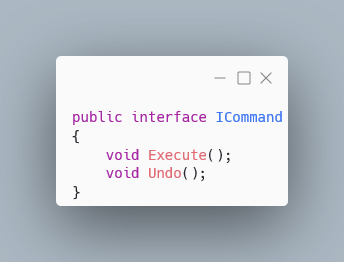 public interface ICommand
{
    void Execute();
    void Undo();
}